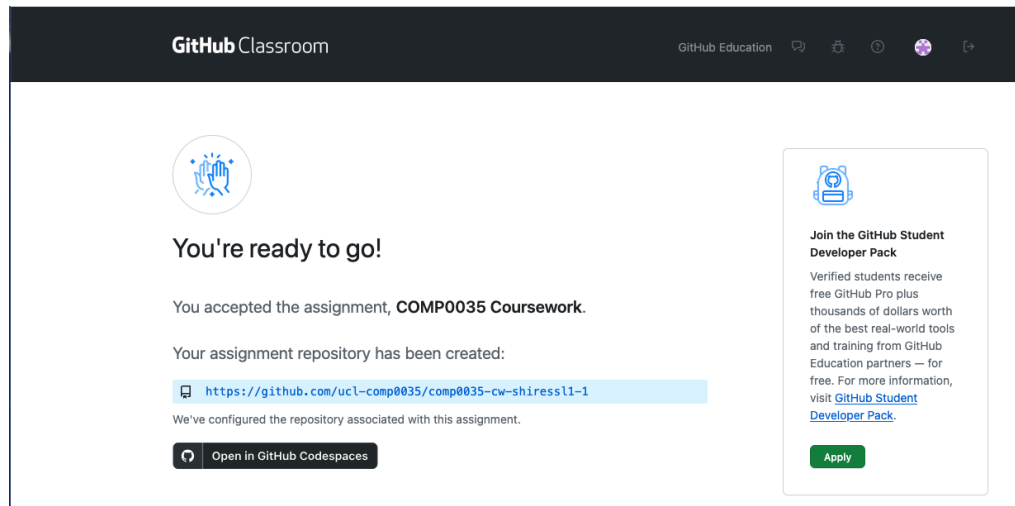 GitHub Classroom
GitHub Education
You're ready to go!
You accepted the assignment, COMP0035 Coursework.
Your assignment repository has been created:
https://github.com/ucl-comp0035/comp0035-cw-shiressl1-1
We've configured the repository associated with this assignment.
Open in GitHub Codespaces
Join the GitHub Student
Developer Pack
Verified students receive
free GitHub Pro plus
thousands of dollars worth
of the best real-world tools
and training from GitHub
Education partners — for
free. For more information,
visit GitHub Student
Developer Pack.
Apply